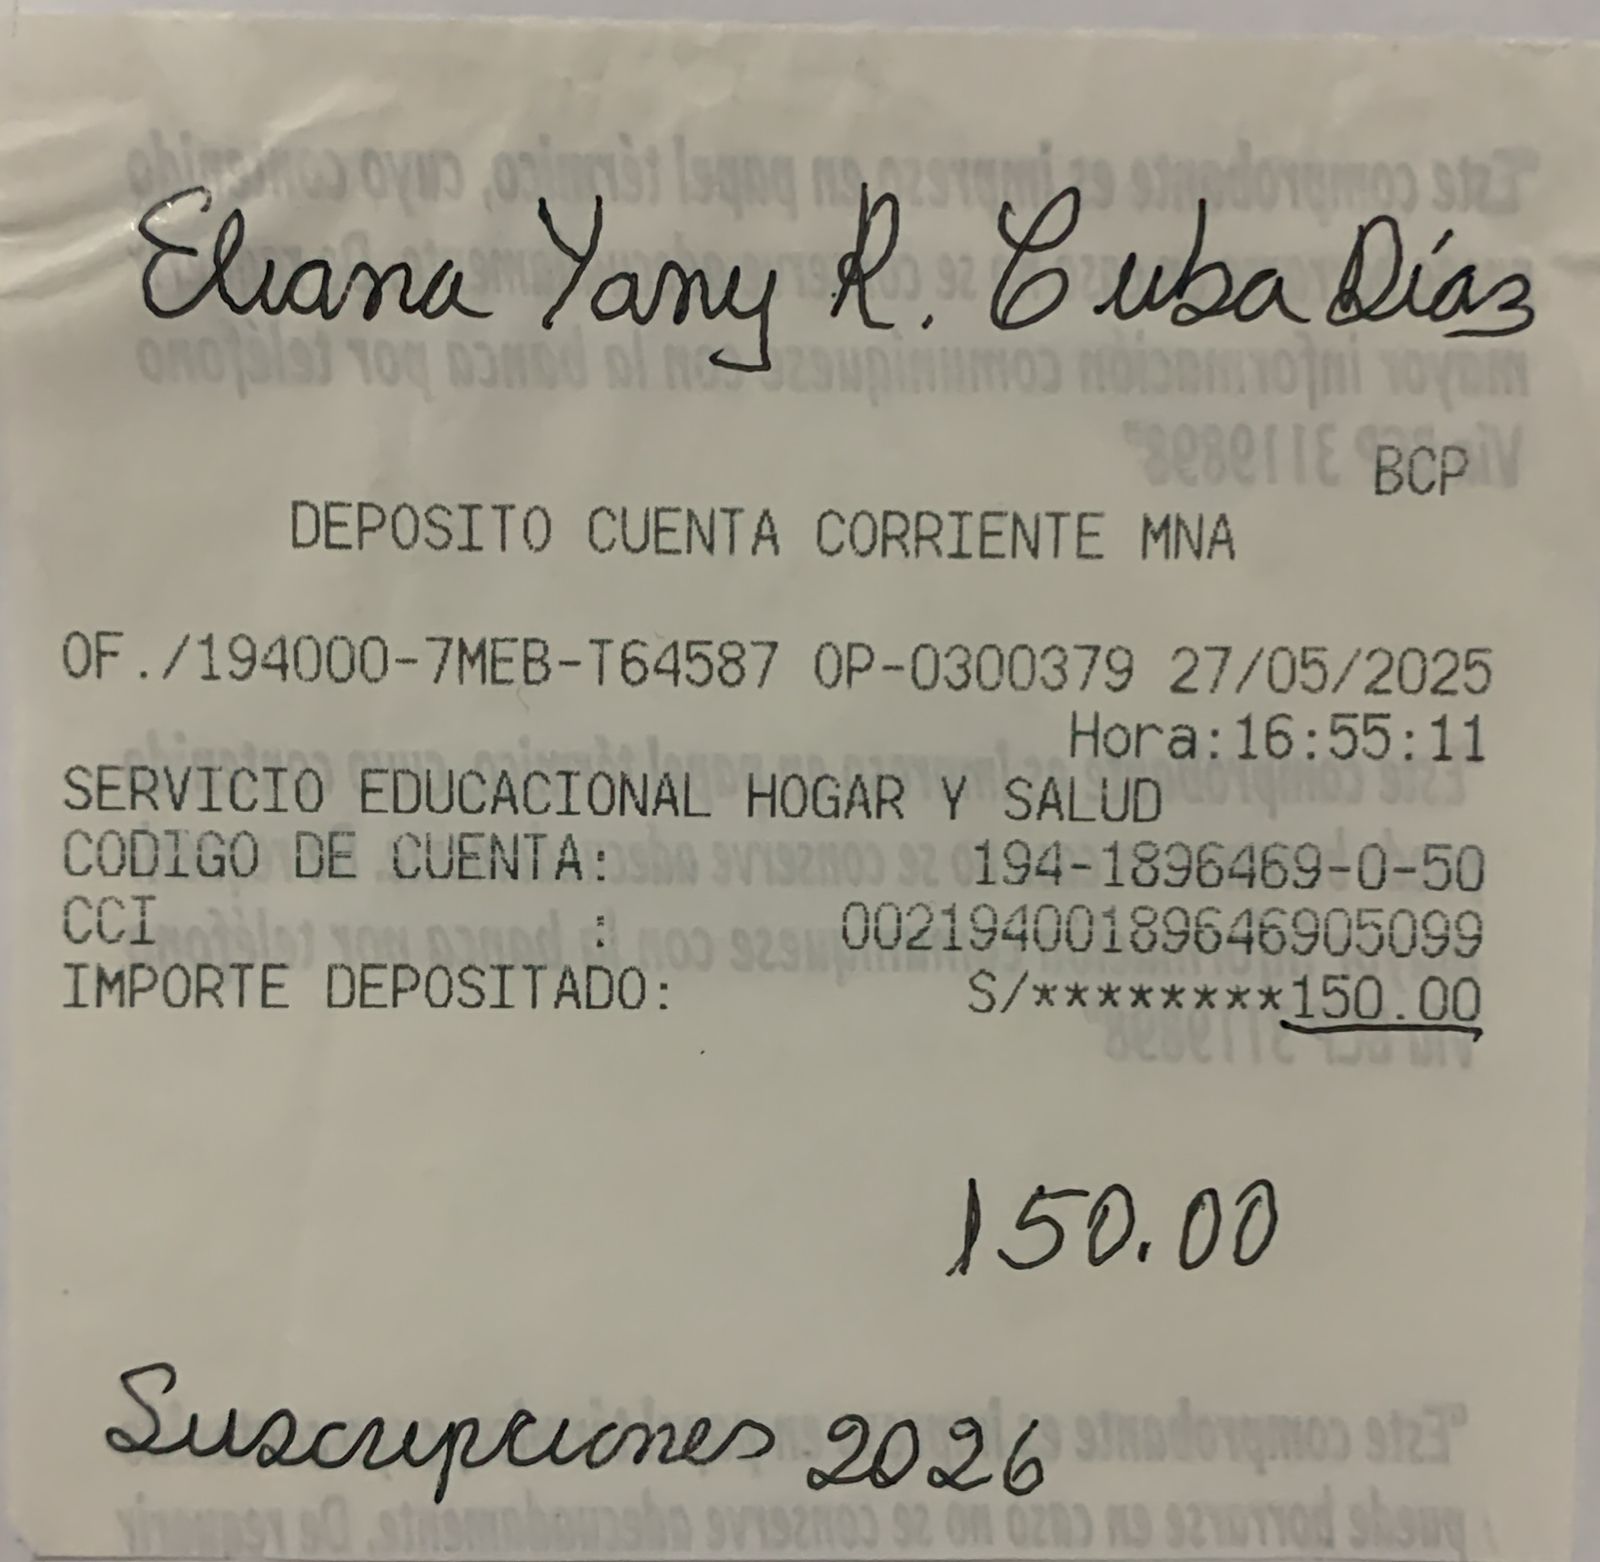 Eliana Yany R. Cuba Díaz
BCP
DEPOSITO CUENTA CORRIENTE MNA
OF./194000-7MEB-T64587 OP-0300379 27/05/2025
Hora:16:55:11
SERVICIO EDUCACIONAL HOGAR Y SALUD
CODIGO DE CUENTA: 194-1896469-0-50
CCI : 00219400189646905099
IMPORTE DEPOSITADO: S/********150.00
150.00
Suscripciones 2026